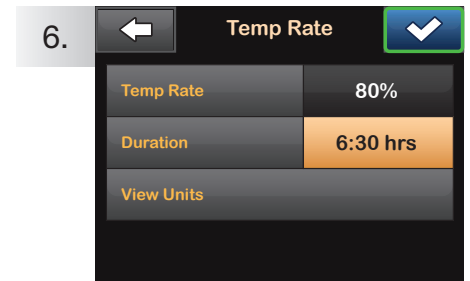 6.
Temp Rate
Temp Rate 80%
Duration 6:30 hrs
View Units